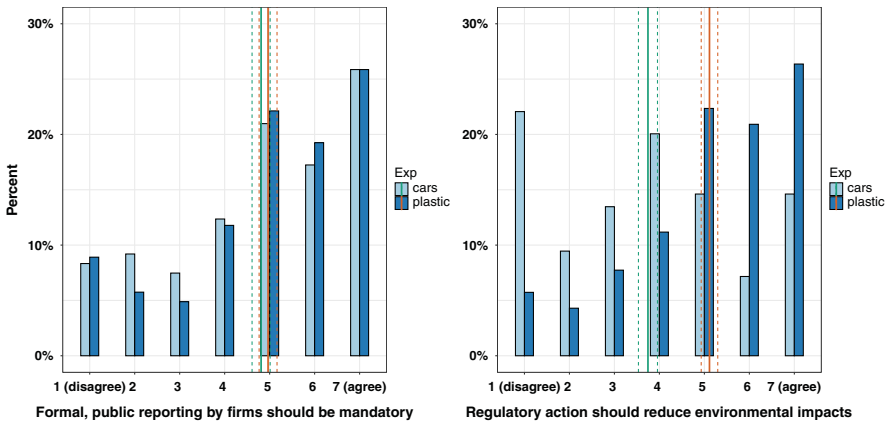 30%
20%
10%
0%
Percent
1 (disagree) 2 3 4 5 6 7 (agree)
Formal, public reporting by firms should be mandatory
Exp
cars
plastic
30%
20%
10%
0%
1 (disagree) 2 3 4 5 6 7 (agree)
Regulatory action should reduce environmental impacts
Exp
cars
plastic